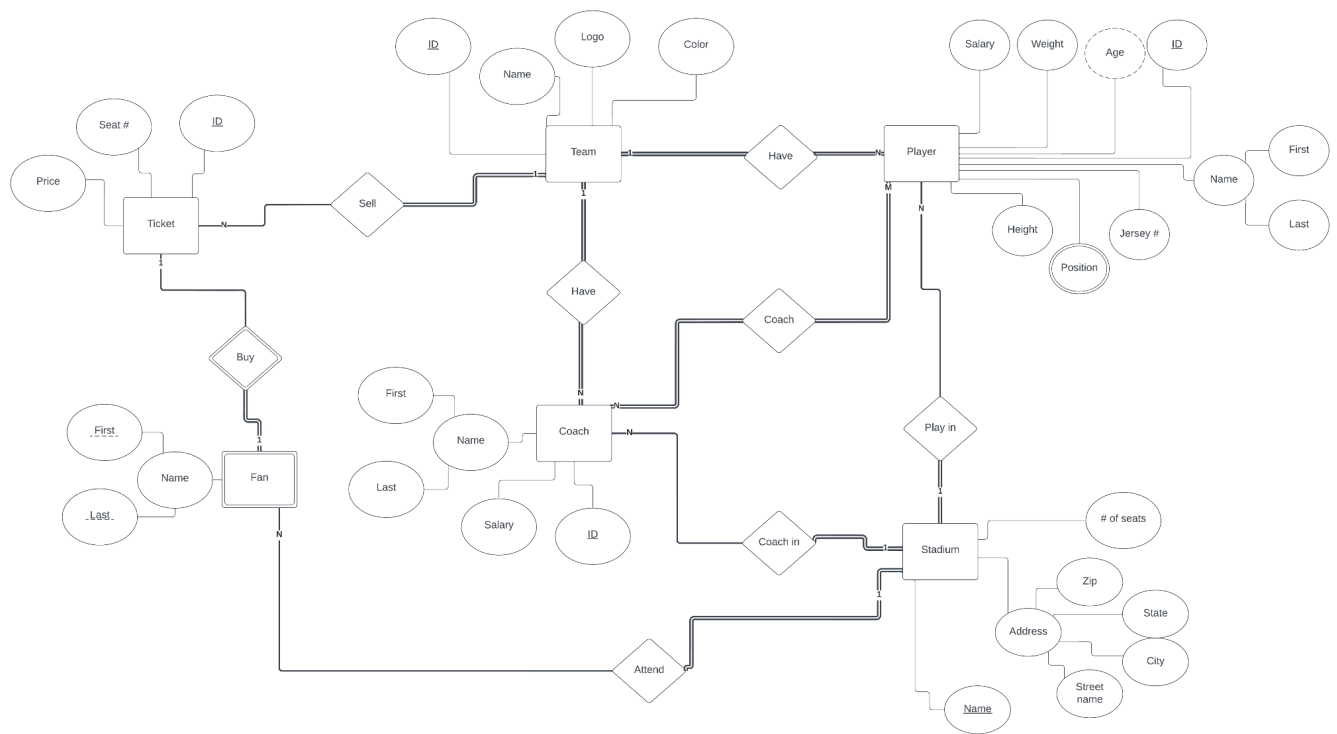 Logo
ID
Color
Salary
Weight
Age
ID
Name
Seat #
ID
First
Team
1
Have
N
Player
Price
Name
1
M
1
Sell
N
Ticket
N
First
Last
Height
Jersey #
1
Position
Have
Coach
Buy
First
N
N
Play in
First
1
Name
Coach
N
Name
Fan
Last
1
Last
Salary
ID
# of seats
N
Coach in
1
Stadium
Zip
1
State
Address
City
Attend
Street
name
Name